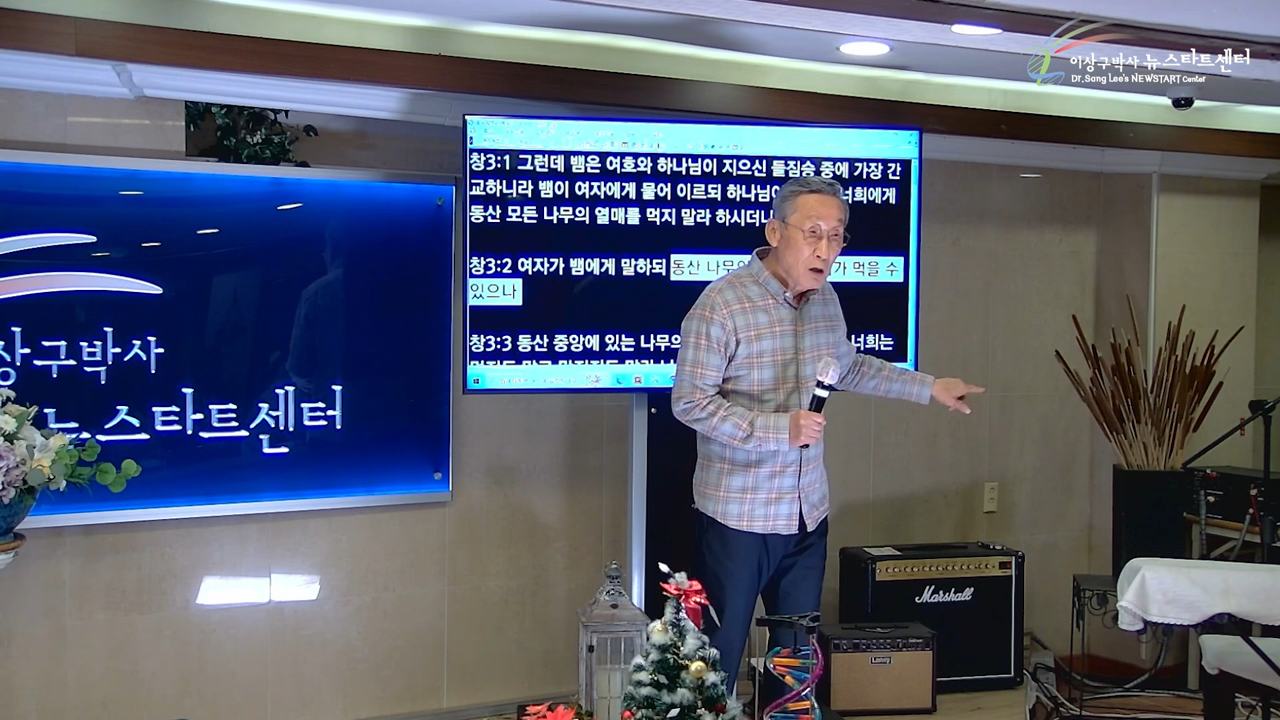 이상구박사 뉴스타트센터
Dr. Sang Lee's NEWSTART Center
창3:1 그런데 뱀은 여호와 하나님이 지으신 들짐승 중에 가장 간
교하니라 뱀이 여자에게 물어 이르되 하나님이 너희에게
동산 모든 나무의 열매를 먹지 말라 하시더냐
창3:2 여자가 뱀에게 말하되 동산 나무의 가 먹을 수
있으나
창3:3 동산 중앙에 있는 나무의 너희는
상구박사
뉴스타트센터
Marshall
Laney